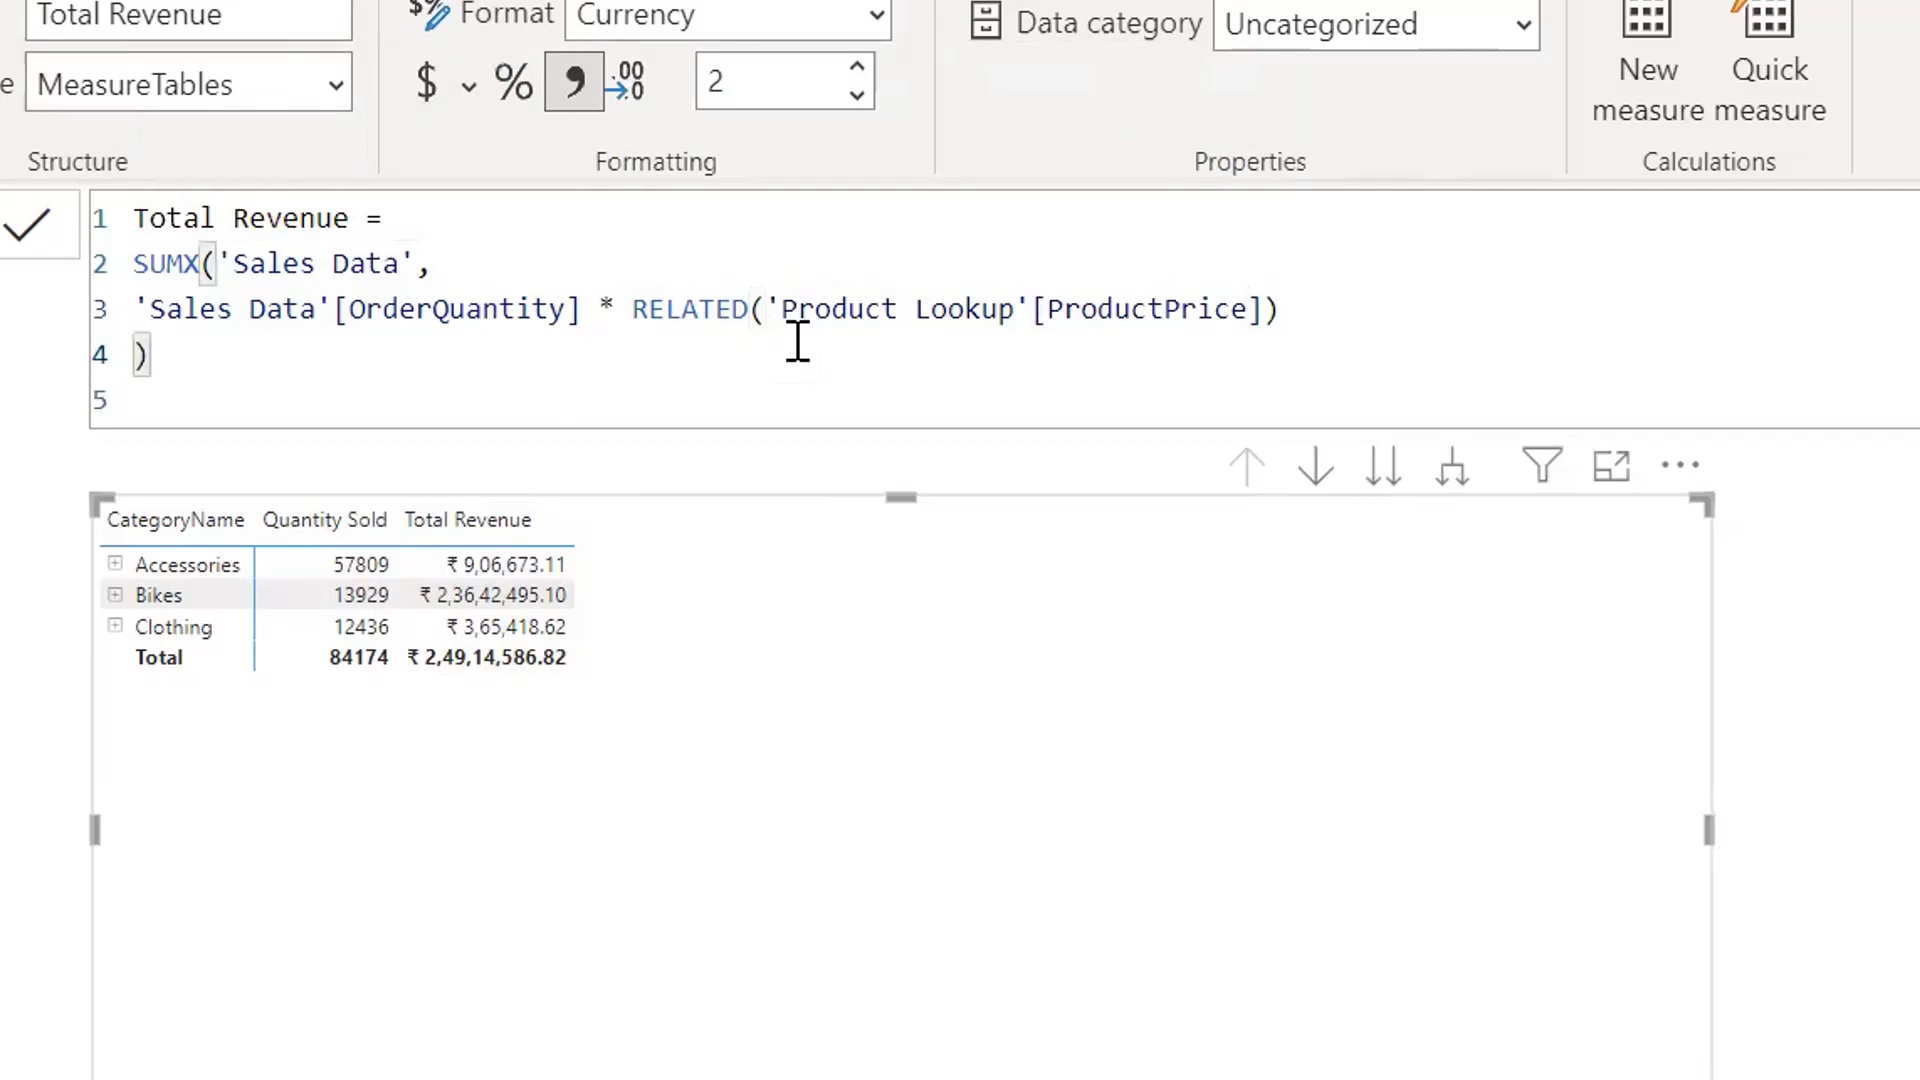 Total Revenue
Format
Currency
Data category
Uncategorized
New
measure
Quick
measure
e
MeasureTables
$ % , .00 .0
2
Structure
Formatting
Properties
Calculations
1 Total Revenue =
2 SUMX('Sales Data',
3 'Sales Data'[OrderQuantity] * RELATED('Product Lookup'[ProductPrice])
4 )
5
CategoryName Quantity Sold Total Revenue
Accessories 57809 ₹ 9,06,673.11
Bikes 13929 ₹ 2,36,42,495.10
Clothing 12436 ₹ 3,65,418.62
Total 84174 ₹ 2,49,14,586.82